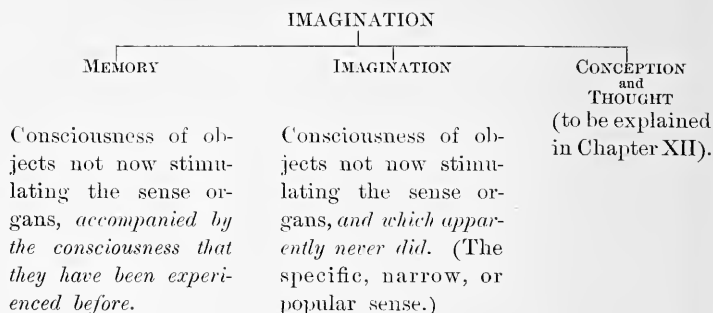 IMAGINATION
MEMORY
Consciousness of ob-
jects not now stimu-
lating the sense or-
gans, accompanied by
the consciousness that
they have been experi-
enced before.
IMAGINATION
Consciousness of ob-
jects not now stimu-
lating the sense or-
gans, and which appar-
ently never did. (The
specific, narrow, or
popular sense.)
CONCEPTION
and
THOUGHT
(to be explained
in Chapter XII).